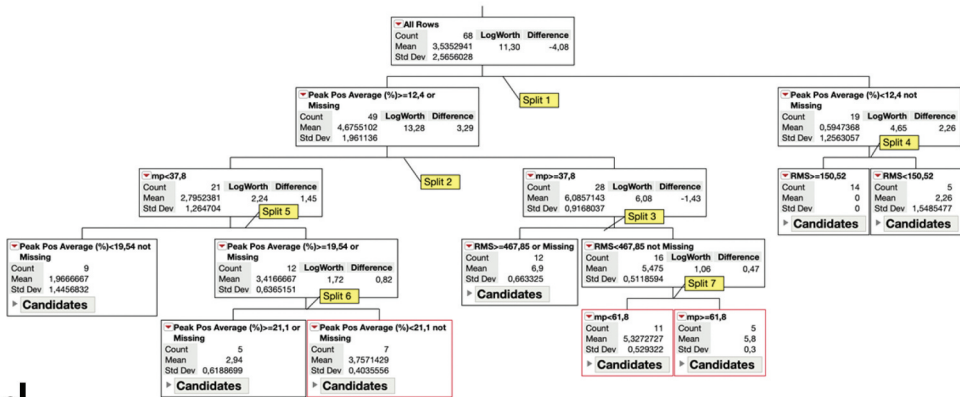 All Rows
Count 68 LogWorth Difference
Mean 3,5352941 11,30 -4,08
Std Dev 2,5656028
Split 1
Peak Pos Average (%)>=12,4 or
Missing
Count 49 LogWorth Difference
Mean 4,6755102 13,28 3,29
Std Dev 1,961136
Peak Pos Average (%)<12,4 not
Missing
Count 19 LogWorth Difference
Mean 0,5947368 4,65 2,26
Std Dev 1,2563057
Split 4
Split 2
mp<37,8
Count 21 LogWorth Difference
Mean 2,7952381 2,24 1,45
Std Dev 1,264704
Split 5
mp>=37,8
Count 28 LogWorth Difference
Mean 6,0857143 6,08 -1,43
Std Dev 0,9168037
Split 3
RMS>=150,52
Count 14
Mean 0
Std Dev 0
Candidates
RMS<150,52
Count 5
Mean 2,26
Std Dev 1,5485477
Candidates
Peak Pos Average (%)<19,54 not
Missing
Count 9
Mean 1,9666667
Std Dev 1,4456832
Candidates
Peak Pos Average (%)>=19,54 or
Missing
Count 12 LogWorth Difference
Mean 3,4166667 1,72 0,82
Std Dev 0,6365151
Split 6
RMS>=467,85 or Missing
Count 12
Mean 6,9
Std Dev 0,663325
Candidates
RMS<467,85 not Missing
Count 16 LogWorth Difference
Mean 5,475 1,06 0,47
Std Dev 0,5118594
Split 7
Peak Pos Average (%)>=21,1 or
Missing
Count 5
Mean 2,94
Std Dev 0,6188699
Candidates
Peak Pos Average (%)<21,1 not
Missing
Count 7
Mean 3,7571429
Std Dev 0,4035556
Candidates
mp<61,8
Count 11
Mean 5,3272727
Std Dev 0,529322
Candidates
mp>=61,8
Count 5
Mean 5,8
Std Dev 0,3
Candidates